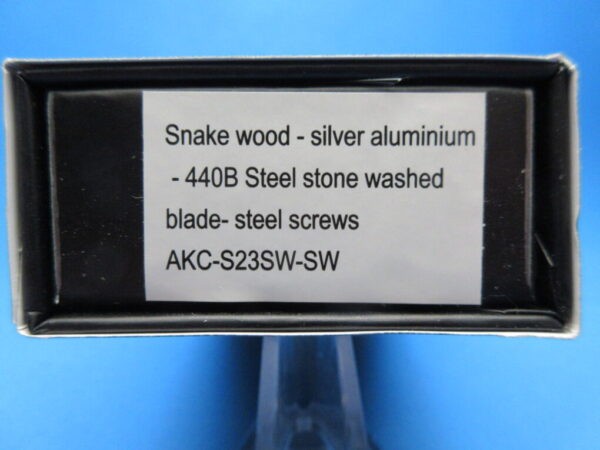 Snake wood - silver aluminium
- 440B Steel stone washed
blade- steel screws
AKC-S23SW-SW